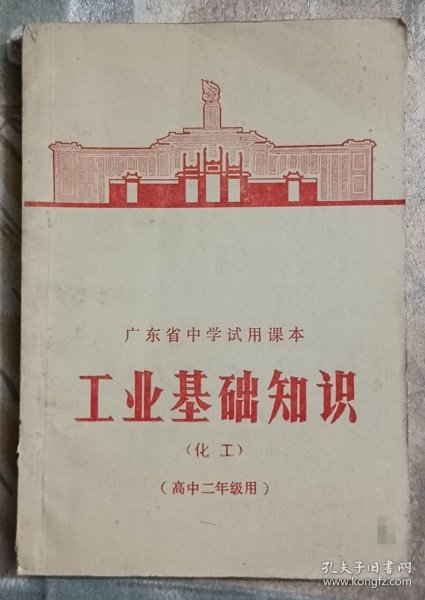 广东省中学试用课本
工业基础知识
（化工）
（高中二年级用）
孔夫子旧书网
www.kongfz.com